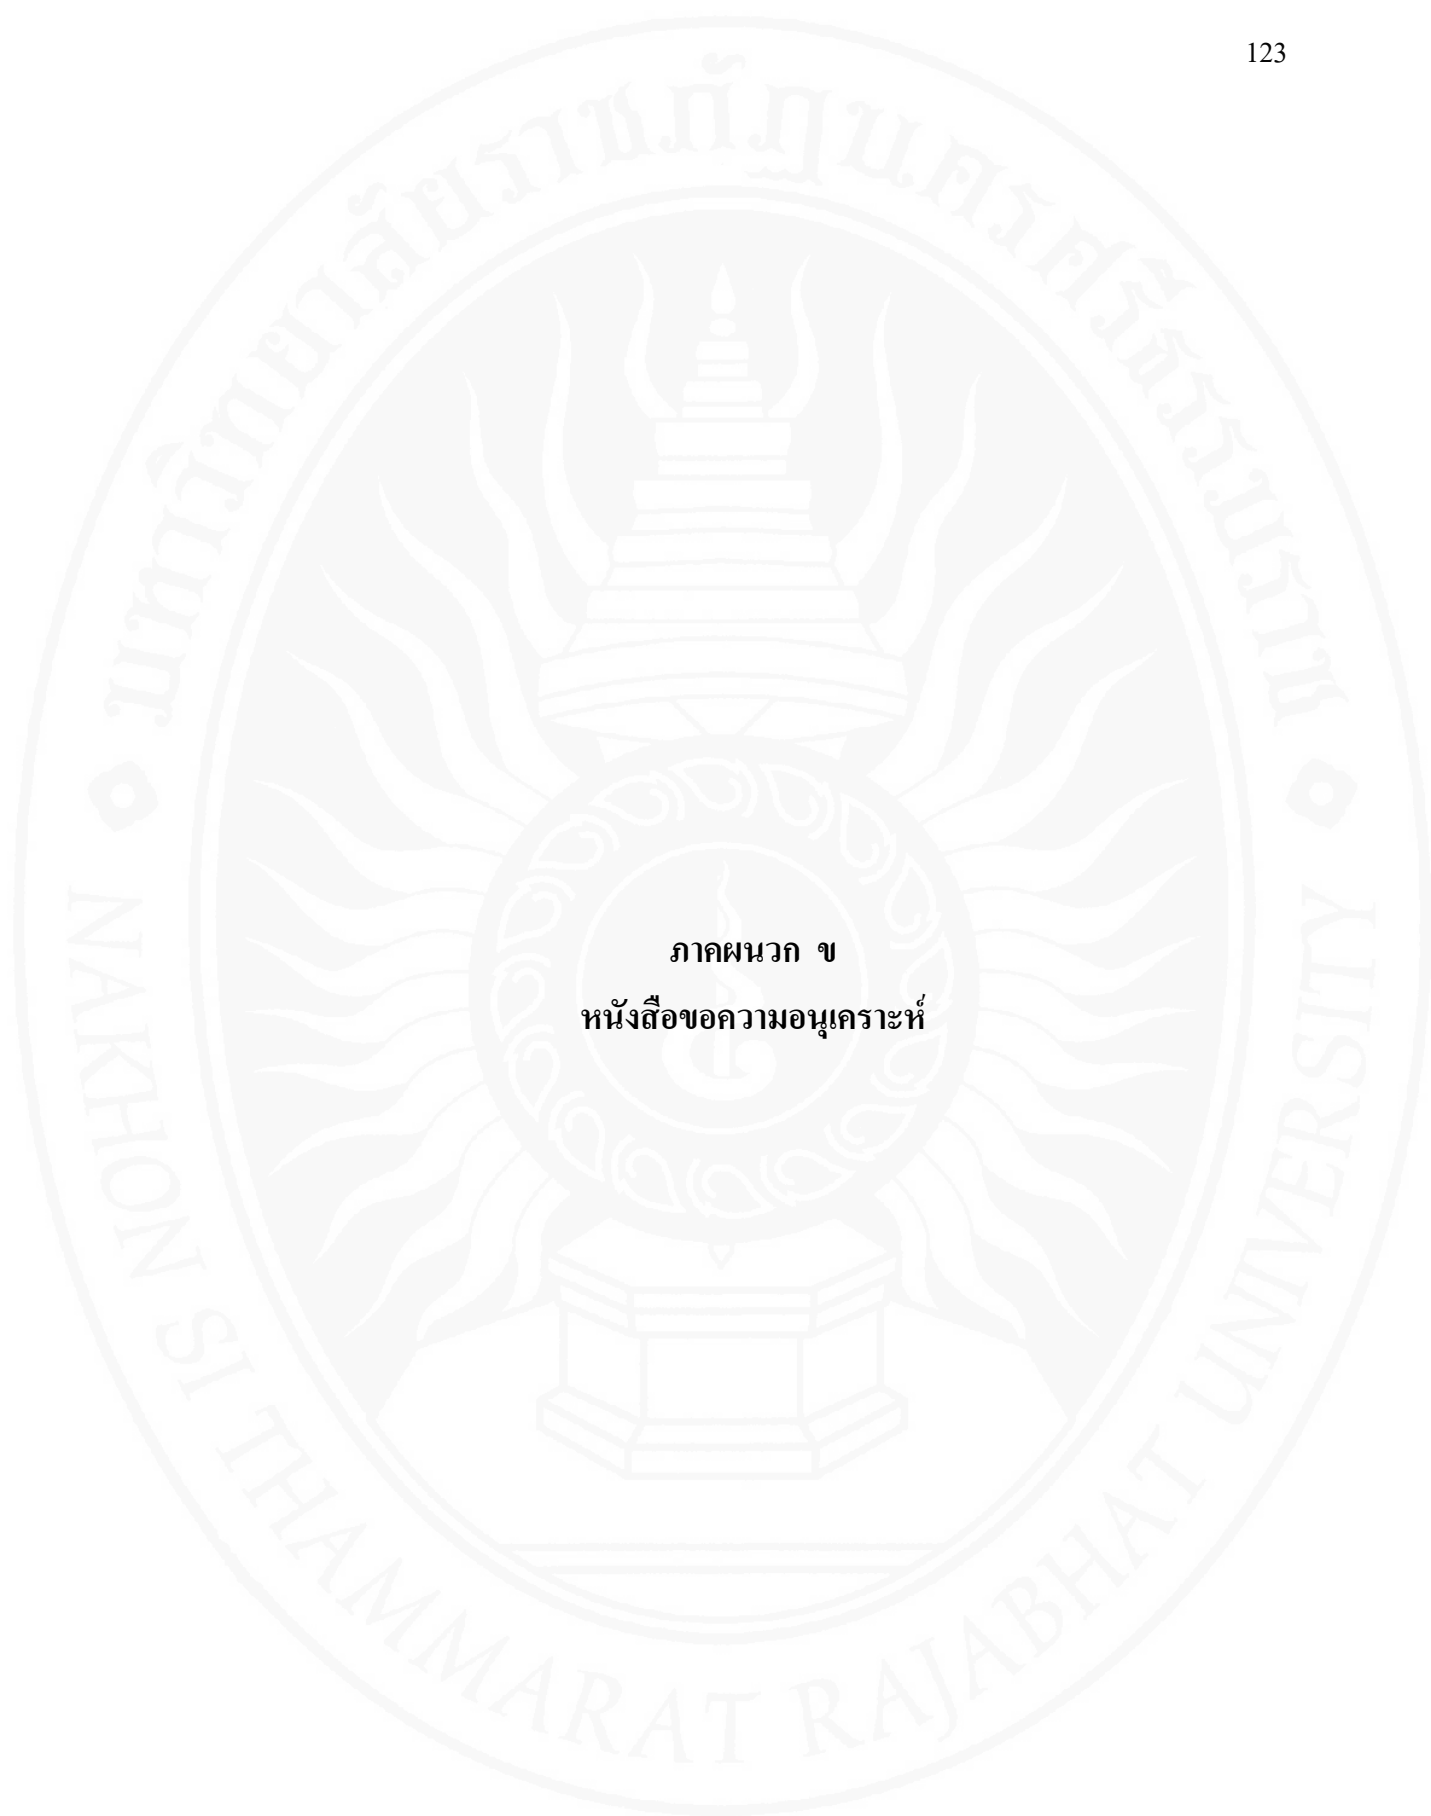 123
มหาวิทยาลัยราชภัฏนครศรีธรรมราช
ภาคผนวก ข
หนังสือขอความอนุเคราะห์
NAKHON SI THAMMARAT RAJABHAT UNIVERSITY